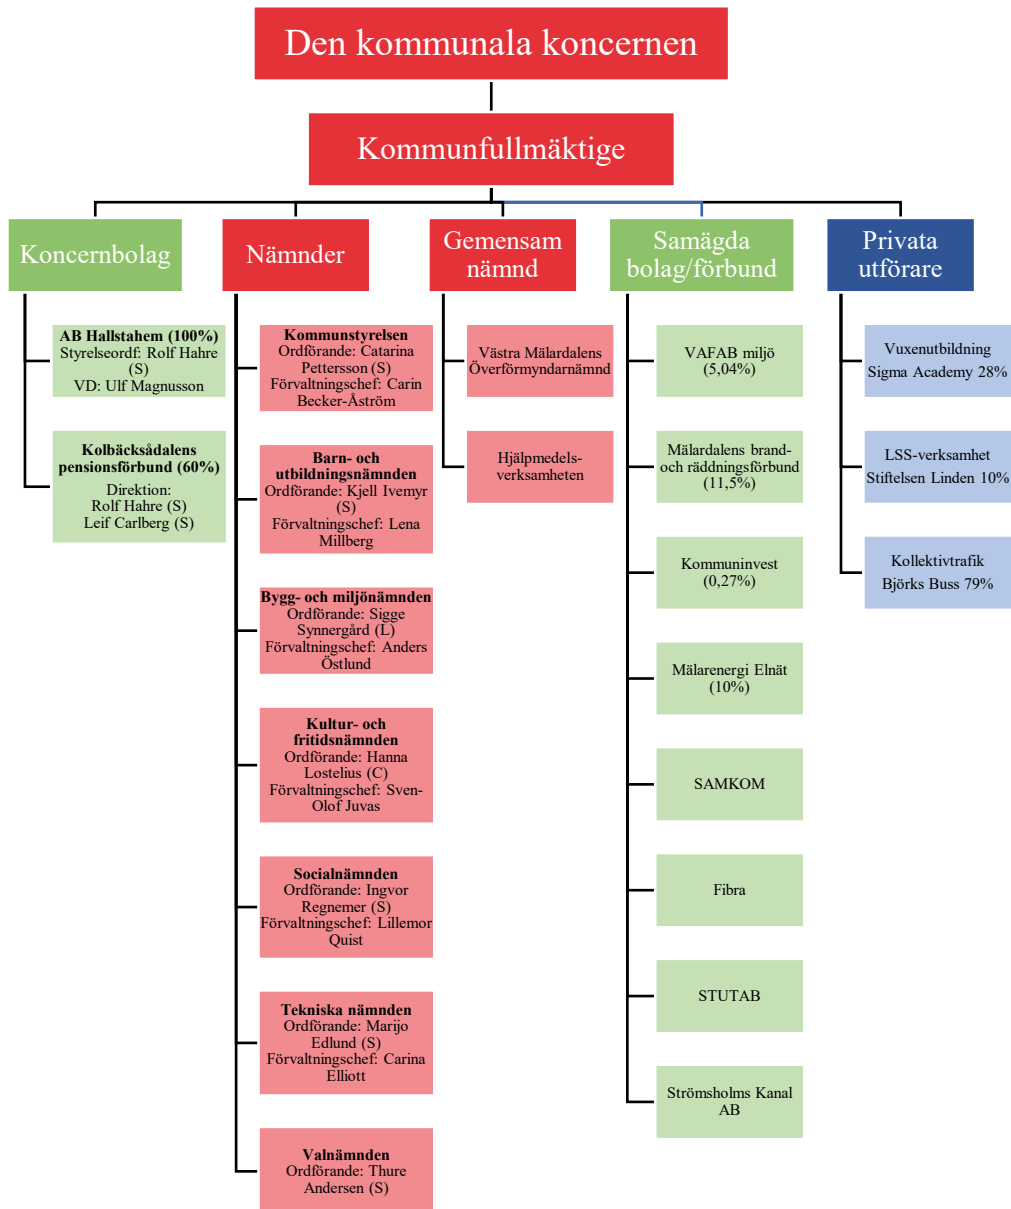 Den kommunala koncernen
Kommunfullmäktige
Koncernbolag
AB Hallstahem (100%)
Styrelseordf: Rolf Hahre
(S)
VD: Ulf Magnusson
Kolbäcksådalens
pensionsförbund (60%)
Direktion:
Rolf Hahre (S)
Leif Carlberg (S)
Nämnder
Kommunstyrelsen
Ordförande: Catarina
Pettersson (S)
Förvaltningschef: Carin
Becker-Åström
Barn- och
utbildningsnämnden
Ordförande: Kjell Ivemyr
(S)
Förvaltningschef: Lena
Millberg
Bygg- och miljönämnden
Ordförande: Sigge
Synnergård (L)
Förvaltningschef: Anders
Östlund
Kultur- och
fritidsnämnden
Ordförande: Hanna
Lostelius (C)
Förvaltningschef: Sven-
Olof Juvas
Socialnämnden
Ordförande: Ingvor
Regnemer (S)
Förvaltningschef: Lillemor
Quist
Tekniska nämnden
Ordförande: Marijo
Edlund (S)
Förvaltningschef: Carina
Elliott
Valnämnden
Ordförande: Thure
Andersen (S)
Gemensam
nämnd
Västra Mälardalens
Överförmyndarnämnd
Hjälpmedels-
verksamheten
Samägda
bolag/förbund
VAFAB miljö
(5,04%)
Mälardalens brand-
och räddningsförbund
(11,5%)
Kommuninvest
(0,27%)
Mälarenergi Elnät
(10%)
SAMKOM
Fibra
STUTAB
Strömsholms Kanal
AB
Privata
utförare
Vuxenutbildning
Sigma Academy 28%
LSS-verksamhet
Stiftelsen Linden 10%
Kollektivtrafik
Björks Buss 79%